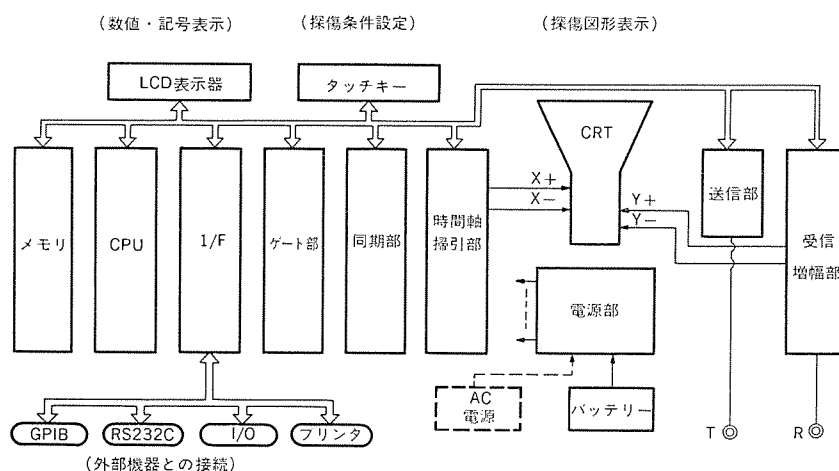 (数値・記号表示)
(探傷条件設定)
(探傷図形表示)
LCD表示器
タッチキー
CRT
メモリ
CPU
I/F
ゲート部
同期部
時間軸
掃引部
X+
X−
Y+
Y−
送信部
受信
増幅部
電源部
AC
電源
バッテリー
T
R
GPIB
RS232C
I/O
プリンタ
(外部機器との接続)